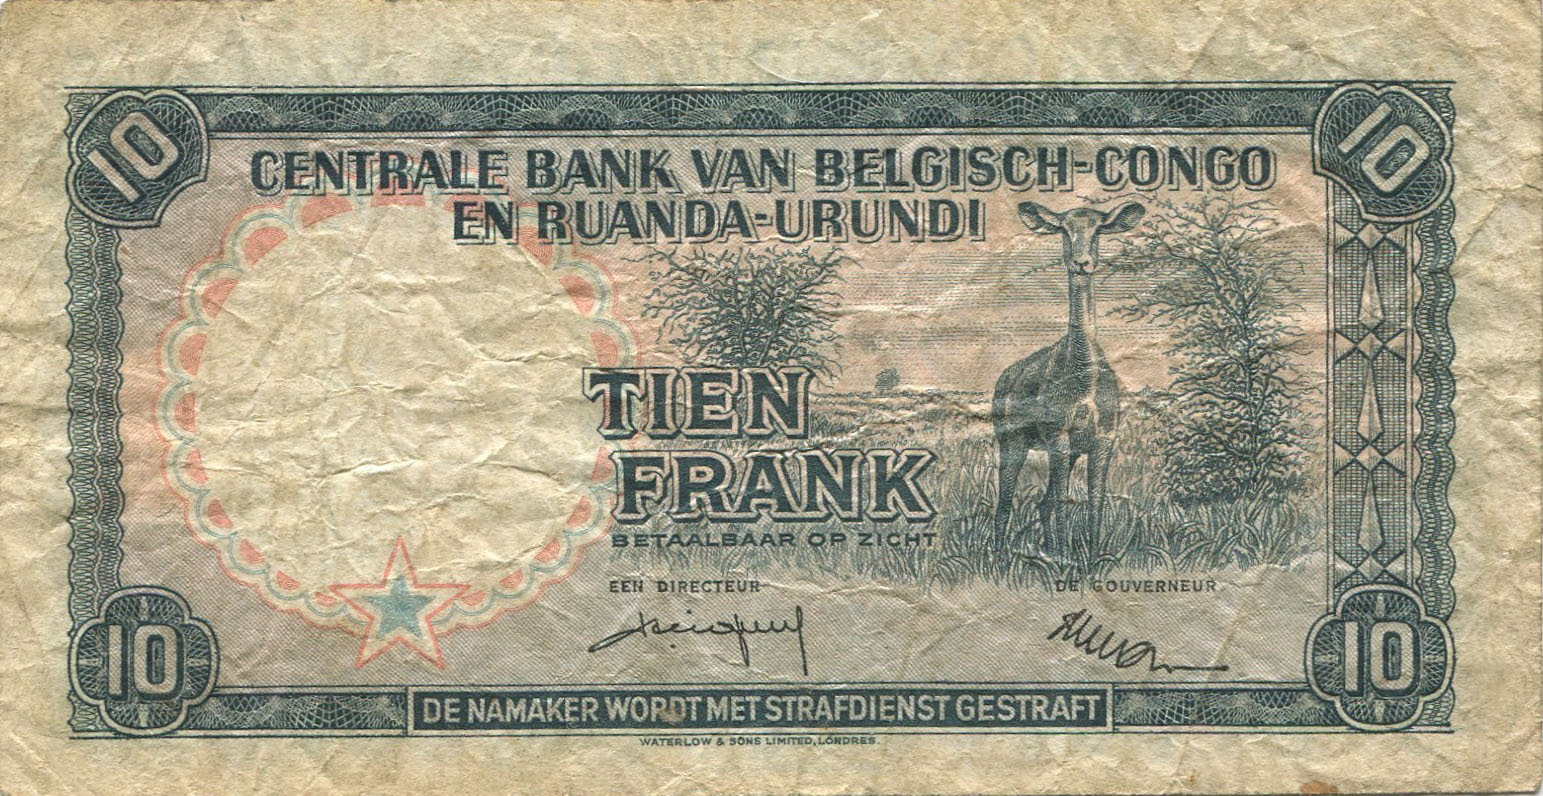 10
10
CENTRALE BANK VAN BELGISCH-CONGO
EN RUANDA-URUNDI
TIEN
FRANK
BETAALBAAR OP ZICHT
EEN DIRECTEUR
DE GOUVERNEUR
10
10
DE NAMAKER WORDT MET STRAFDIENST GESTRAFT
WATERLOW & SONS LIMITED, LONDRES.